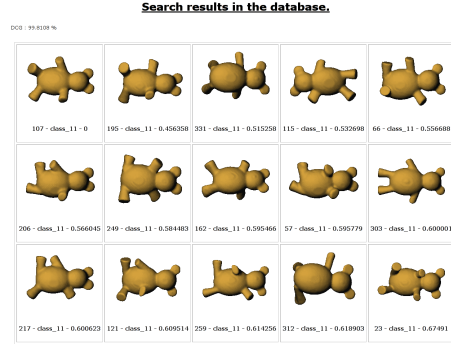 Search results in the database.
DCG : 99.8108 %
107 - class_11 - 0
195 - class_11 - 0.456358
331 - class_11 - 0.515258
115 - class_11 - 0.532698
66 - class_11 - 0.556688
206 - class_11 - 0.566045
249 - class_11 - 0.584483
162 - class_11 - 0.595466
57 - class_11 - 0.595779
303 - class_11 - 0.600001
217 - class_11 - 0.600623
121 - class_11 - 0.609514
259 - class_11 - 0.614256
312 - class_11 - 0.618903
23 - class_11 - 0.67491